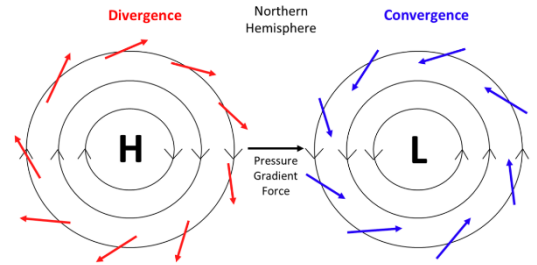 Divergence
Northern
Hemisphere
Convergence
H
Pressure
Gradient
Force
L